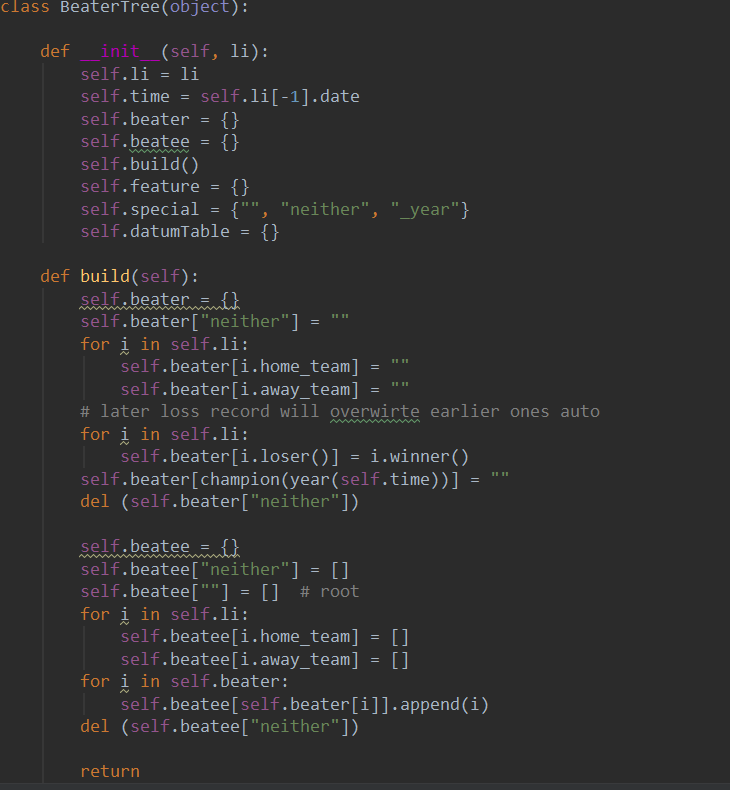 class BeaterTree(object):
def __init__(self, li):
self.li = li
self.time = self.li[-1].date
self.beater = {}
self.beatee = {}
self.build()
self.feature = {}
self.special = {"", "neither", "_year"}
self.datumTable = {}
def build(self):
self.beater = {}
self.beater["neither"] = ""
for i in self.li:
self.beater[i.home_team] = ""
self.beater[i.away_team] = ""
# later loss record will overwirte earlier ones auto
for i in self.li:
self.beater[i.loser()] = i.winner()
self.beater[champion(year(self.time))] = ""
del (self.beater["neither"])
self.beatee = {}
self.beatee["neither"] = []
self.beatee[""] = []  # root
for i in self.li:
self.beatee[i.home_team] = []
self.beatee[i.away_team] = []
for i in self.beater:
self.beatee[self.beater[i]].append(i)
del (self.beatee["neither"])
return